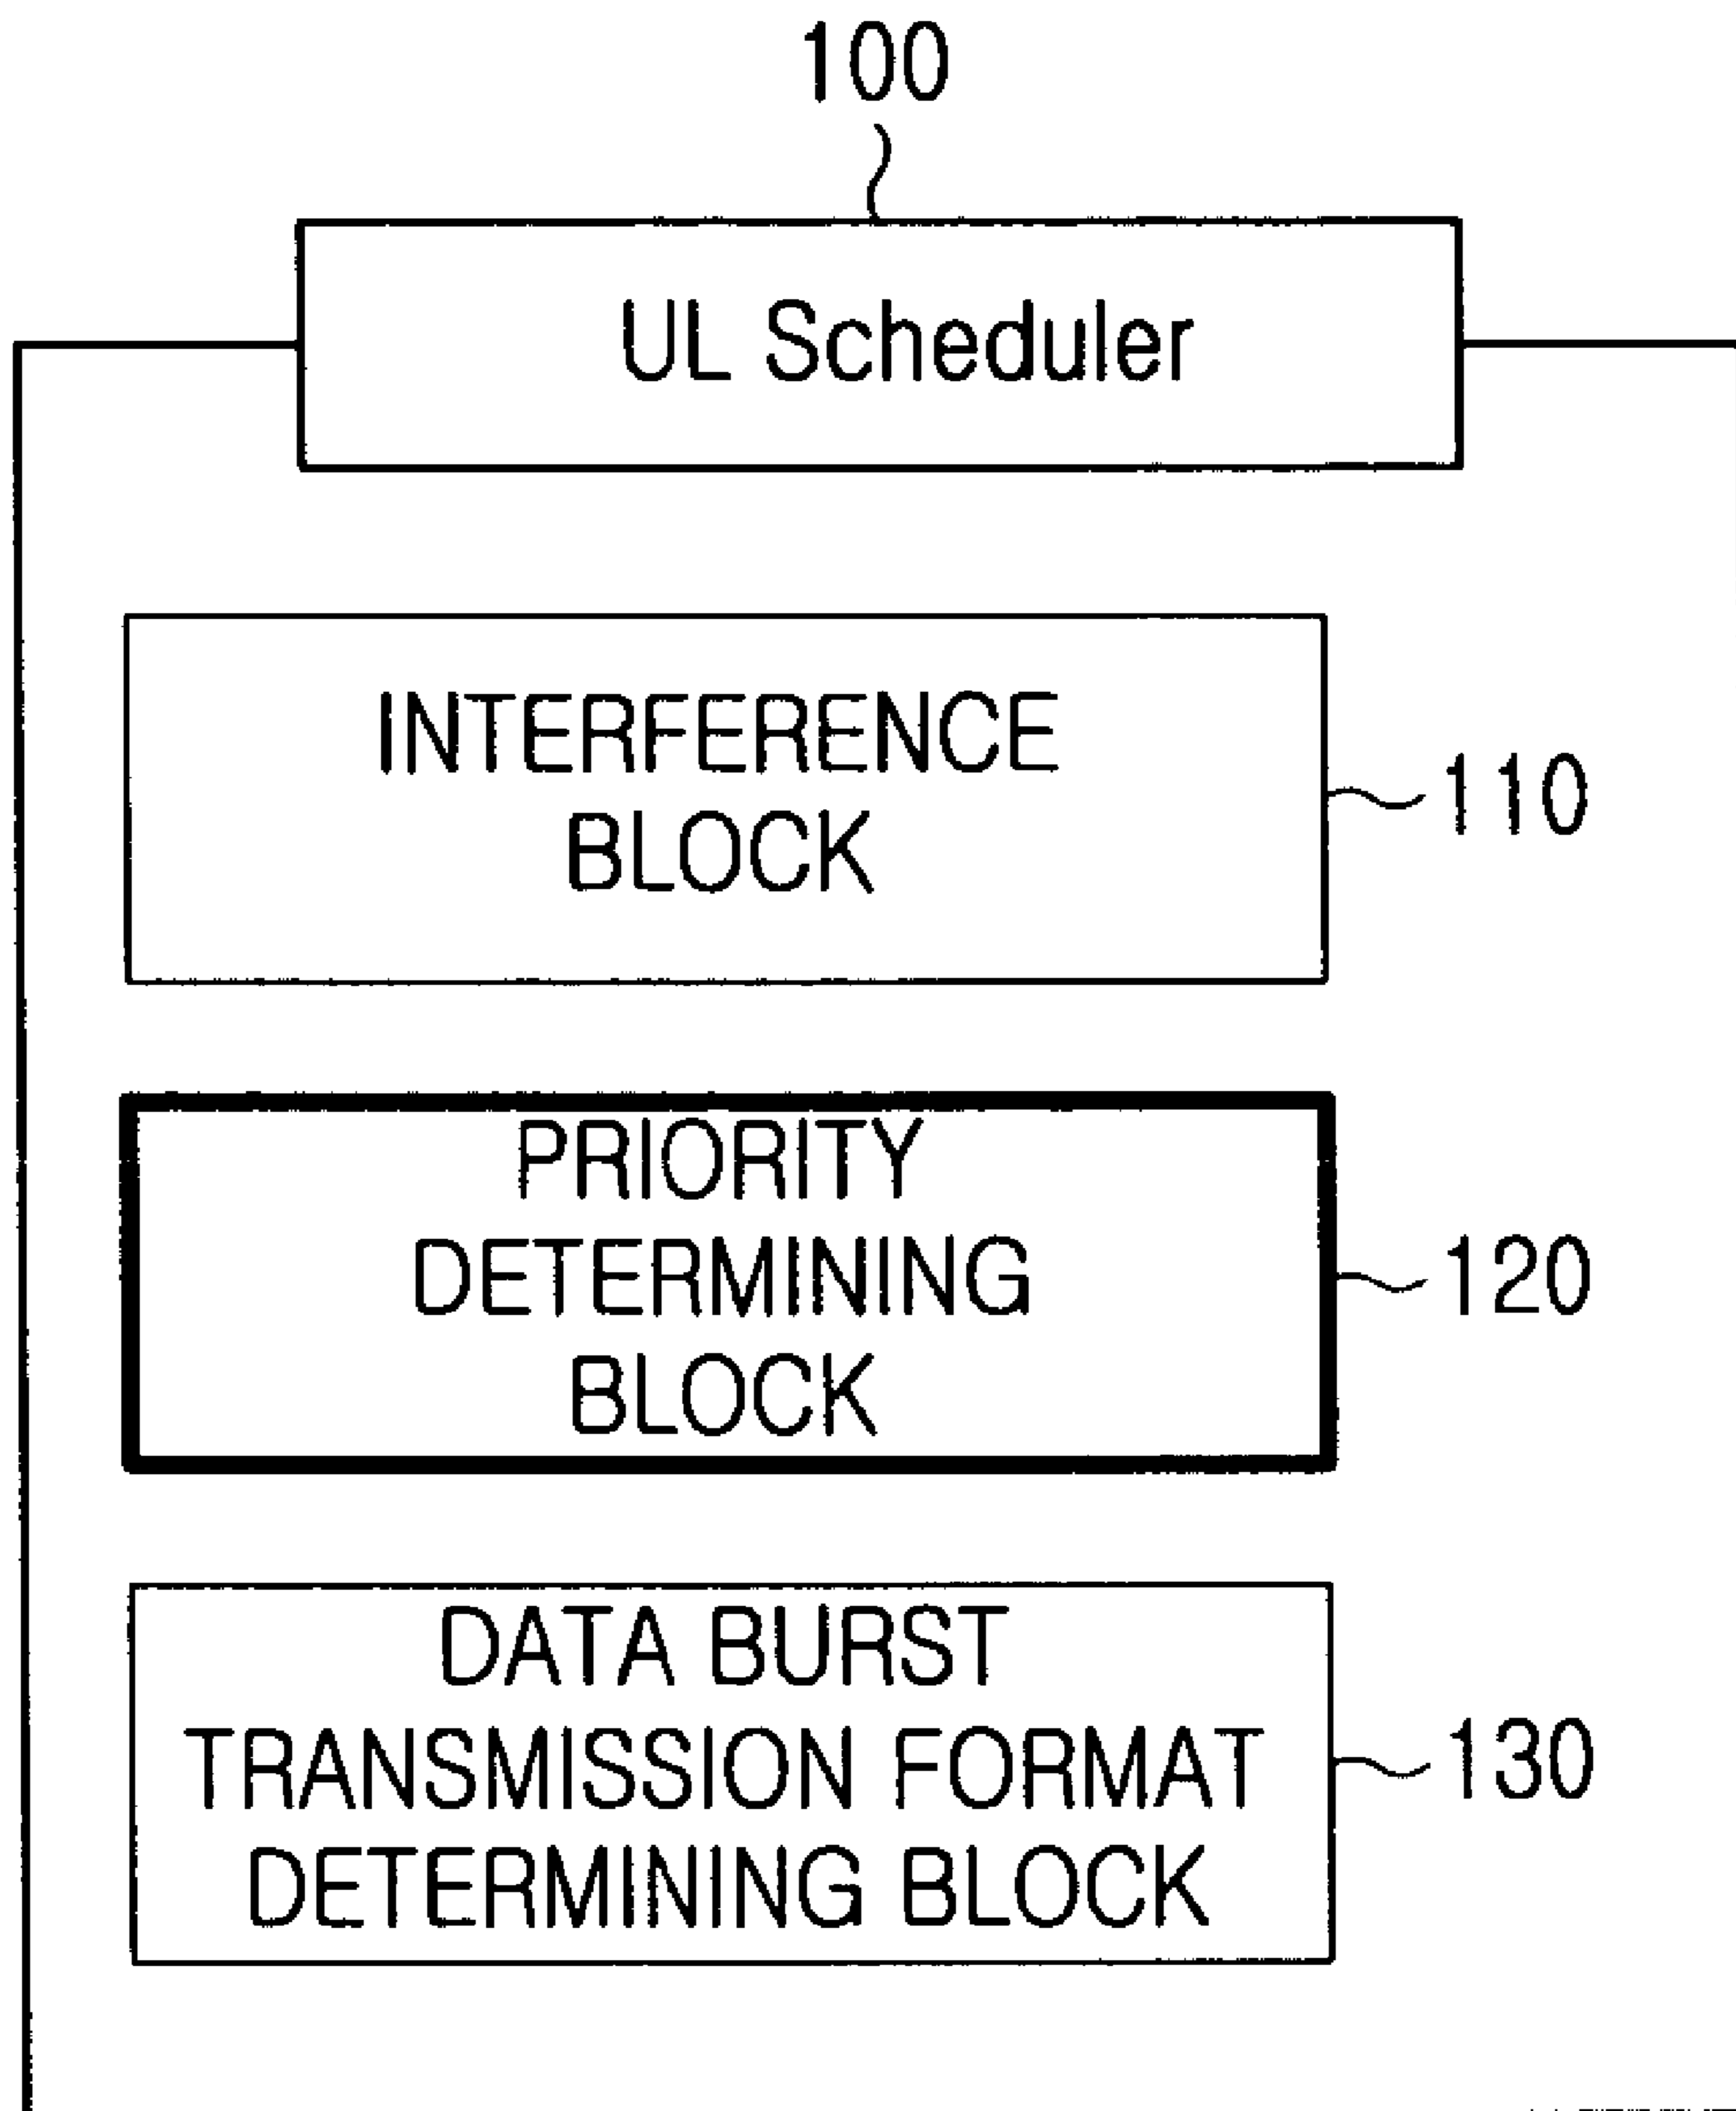 100
UL Scheduler
INTERFERENCE
BLOCK
110
PRIORITY
DETERMINING
BLOCK
120
DATA BURST
TRANSMISSION FORMAT
DETERMINING BLOCK
130